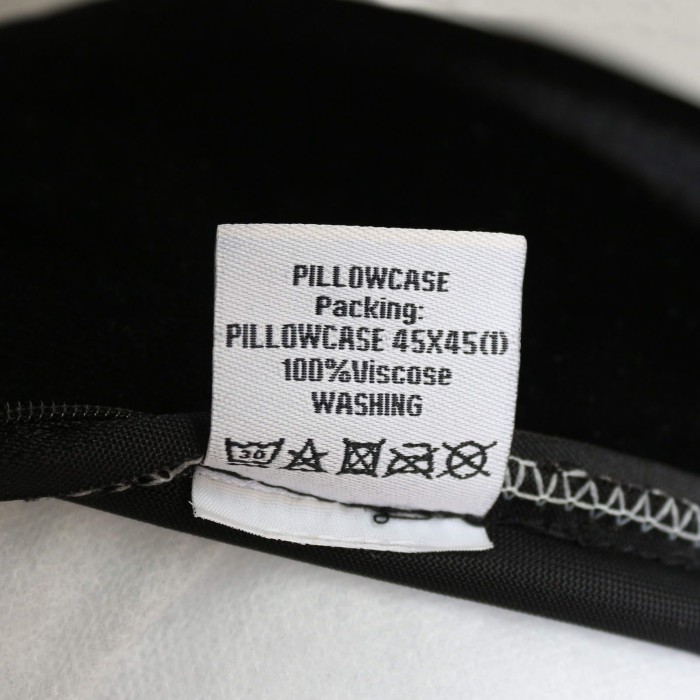 PILLOWCASE
Packing:
PILLOWCASE 45X45(1)
100%Viscose
WASHING
30